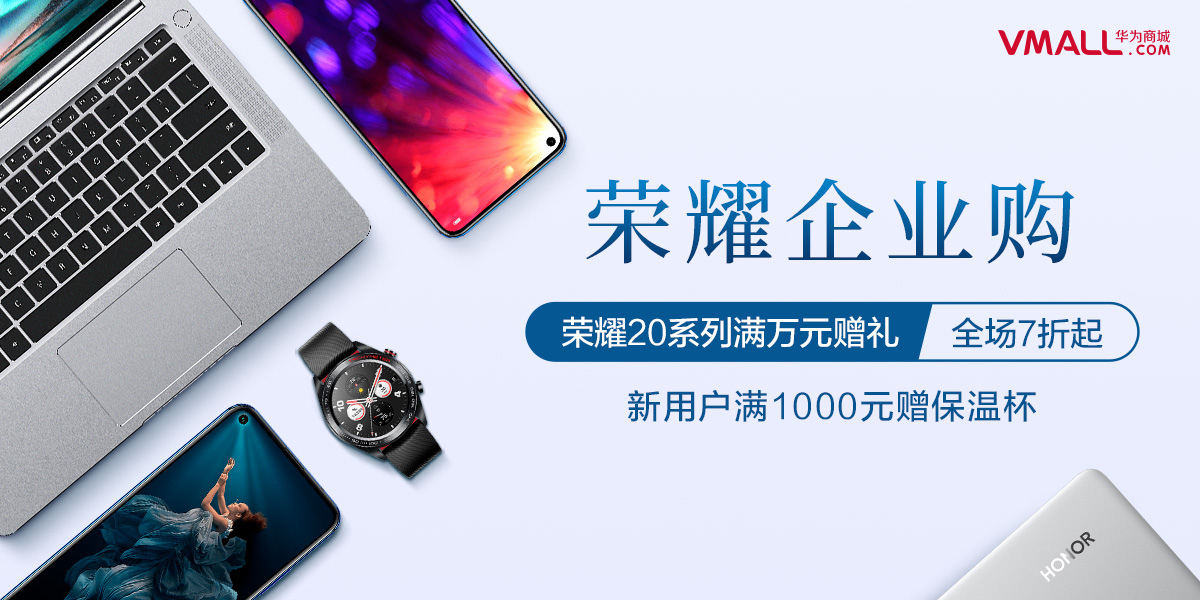 VMALL 华为商城
.COM
荣耀企业购
荣耀20系列满万元赠礼 全场7折起
新用户满1000元赠保温杯
HONOR